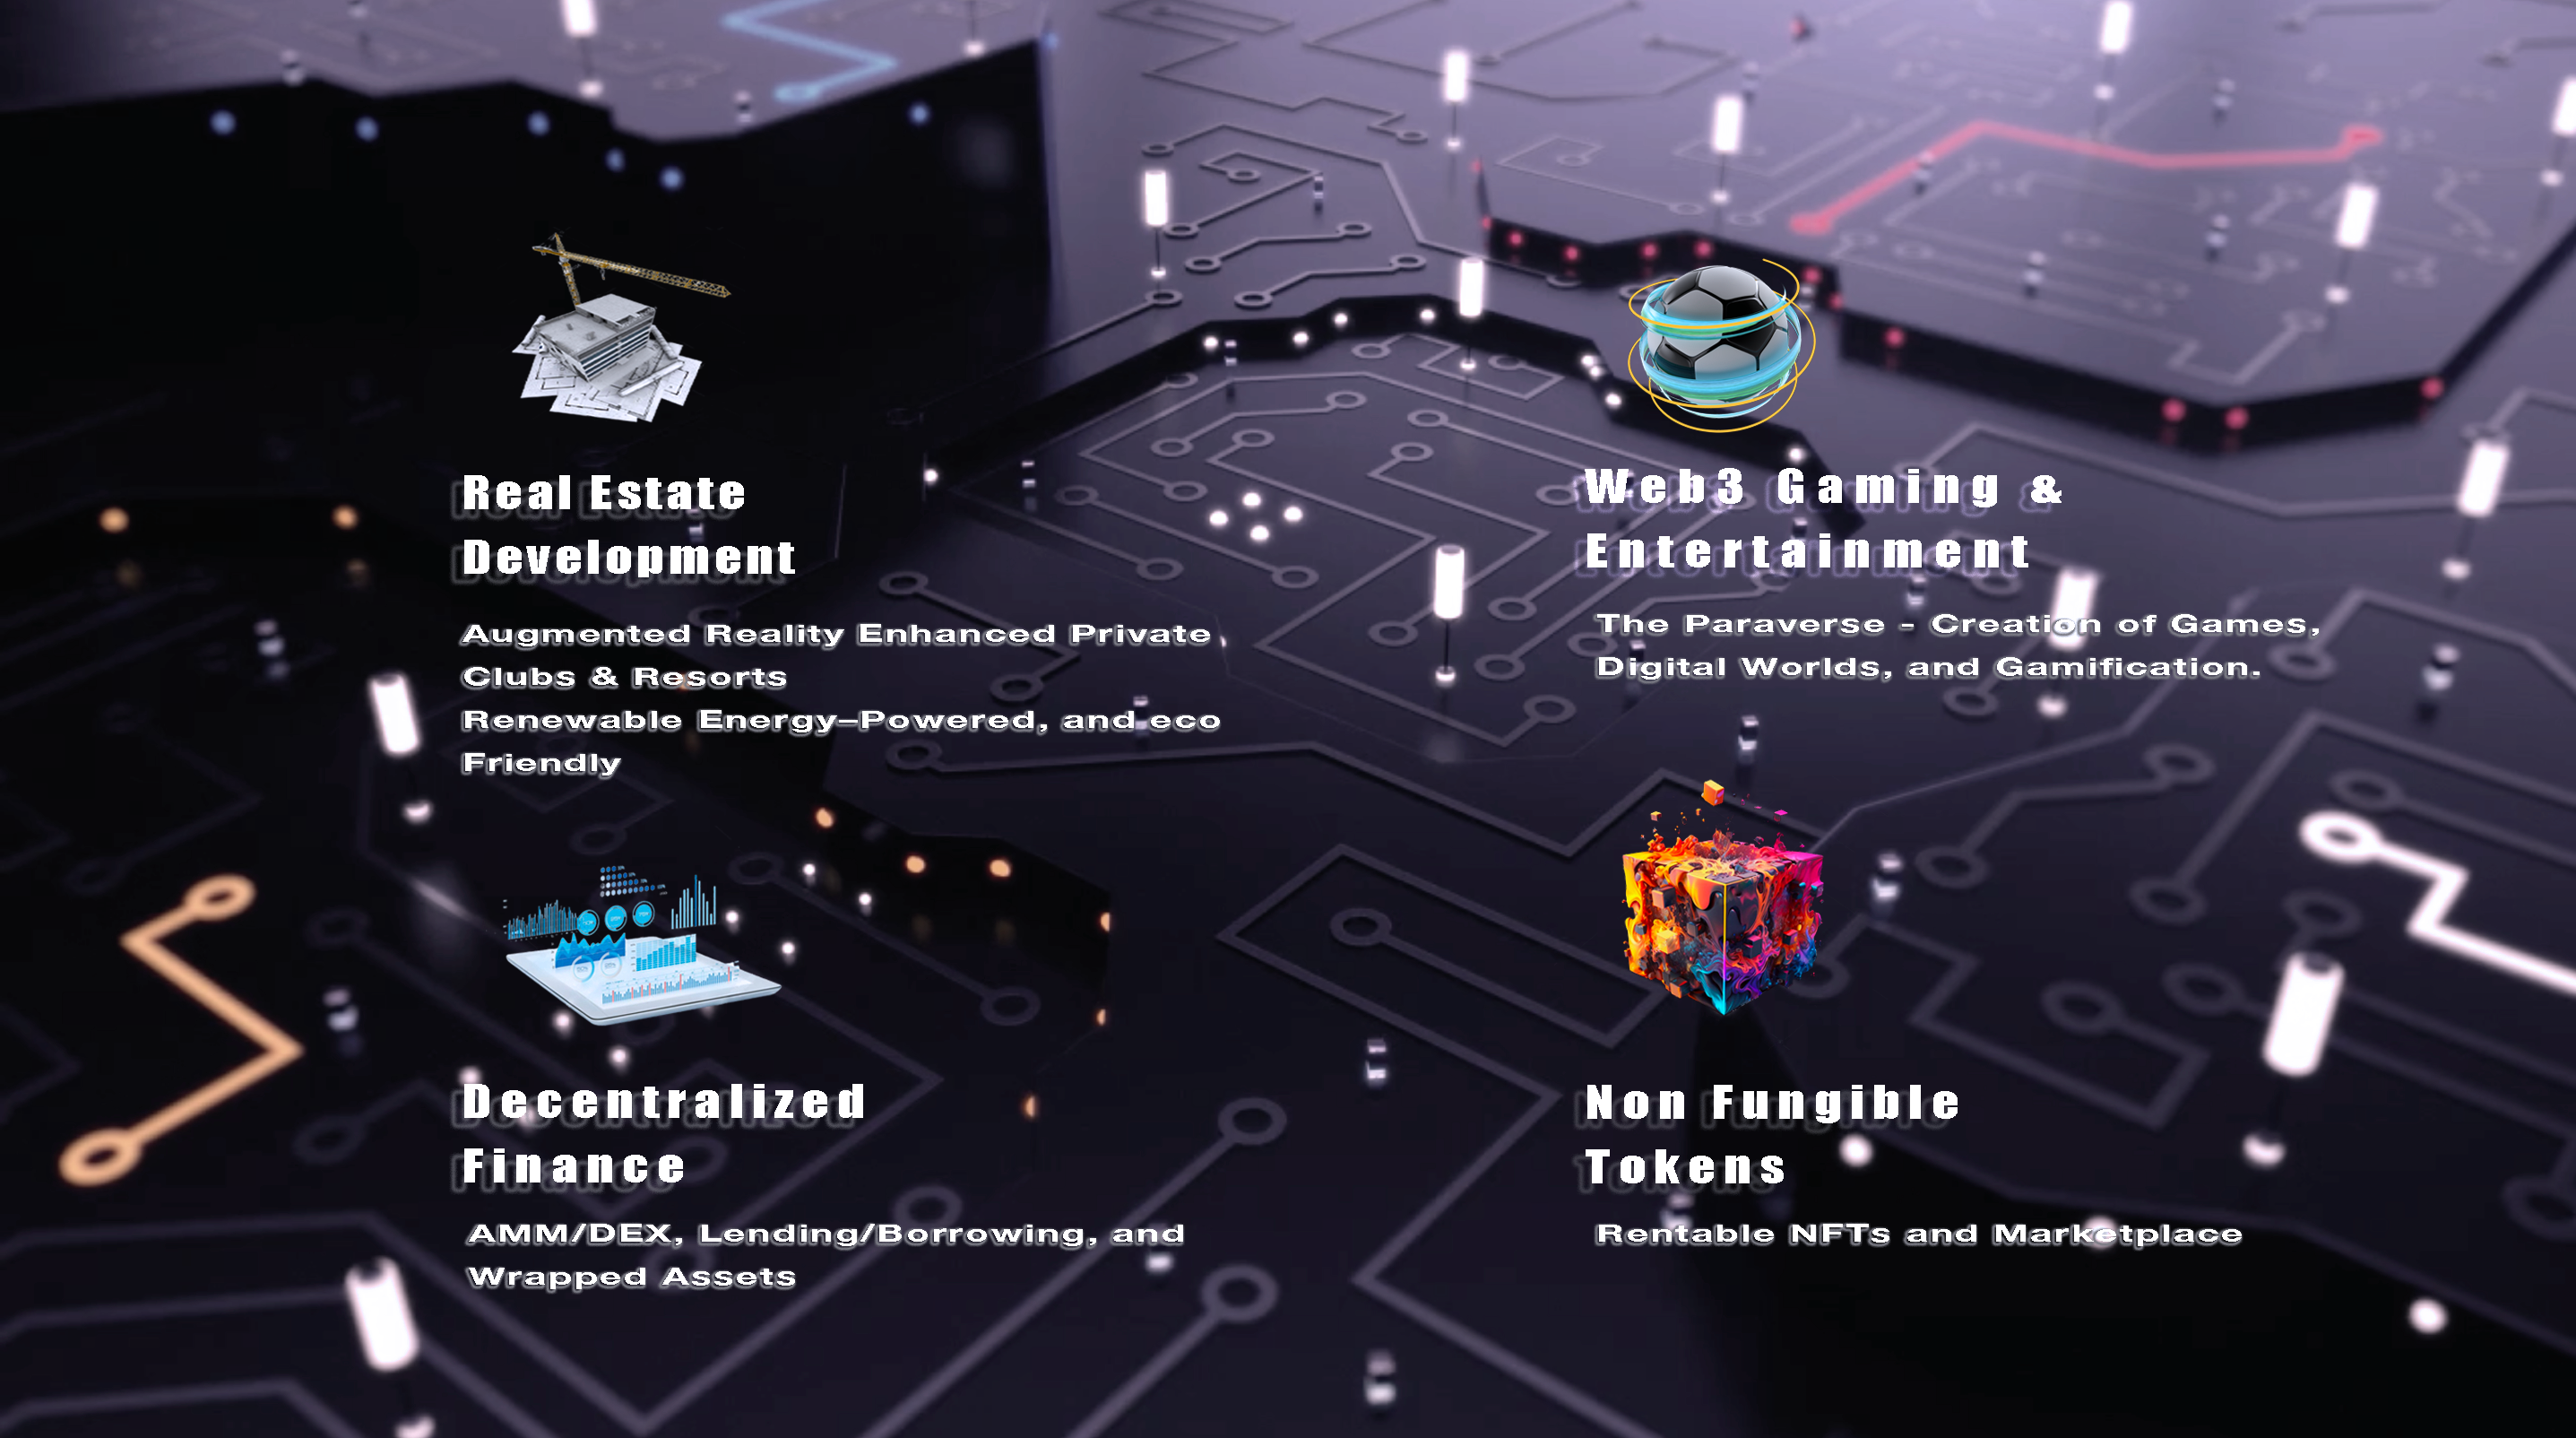 Real Estate
Development
Augmented Reality Enhanced Private
Clubs & Resorts
Renewable Energy–Powered, and eco
Friendly
Web3 Gaming &
Entertainment
The Paraverse - Creation of Games,
Digital Worlds, and Gamification.
Decentralized
Finance
AMM/DEX, Lending/Borrowing, and
Wrapped Assets
Non Fungible
Tokens
Rentable NFTs and Marketplace